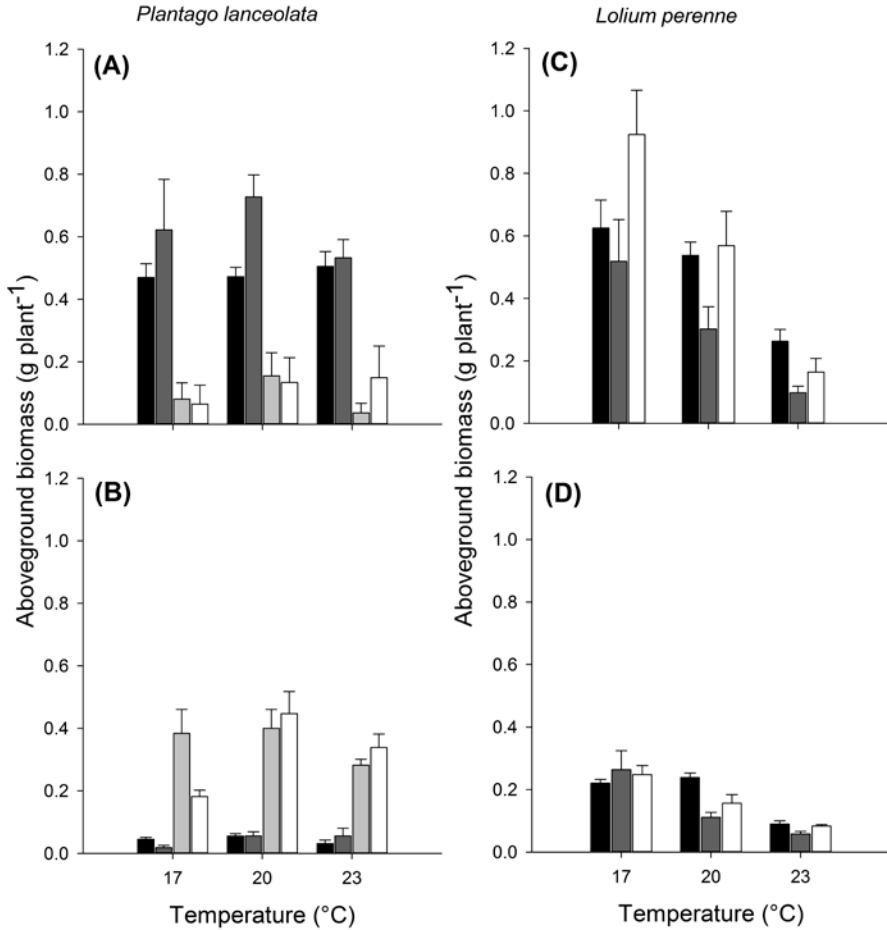 Plantago lanceolata
Lolium perenne
(A)
1.2
1.0
0.8
0.6
0.4
0.2
0.0
Aboveground biomass (g plant⁻¹)
(C)
1.2
1.0
0.8
0.6
0.4
0.2
0.0
Aboveground biomass (g plant⁻¹)
(B)
1.2
1.0
0.8
0.6
0.4
0.2
0.0
17 20 23
Temperature (°C)
(D)
1.2
1.0
0.8
0.6
0.4
0.2
0.0
17 20 23
Temperature (°C)